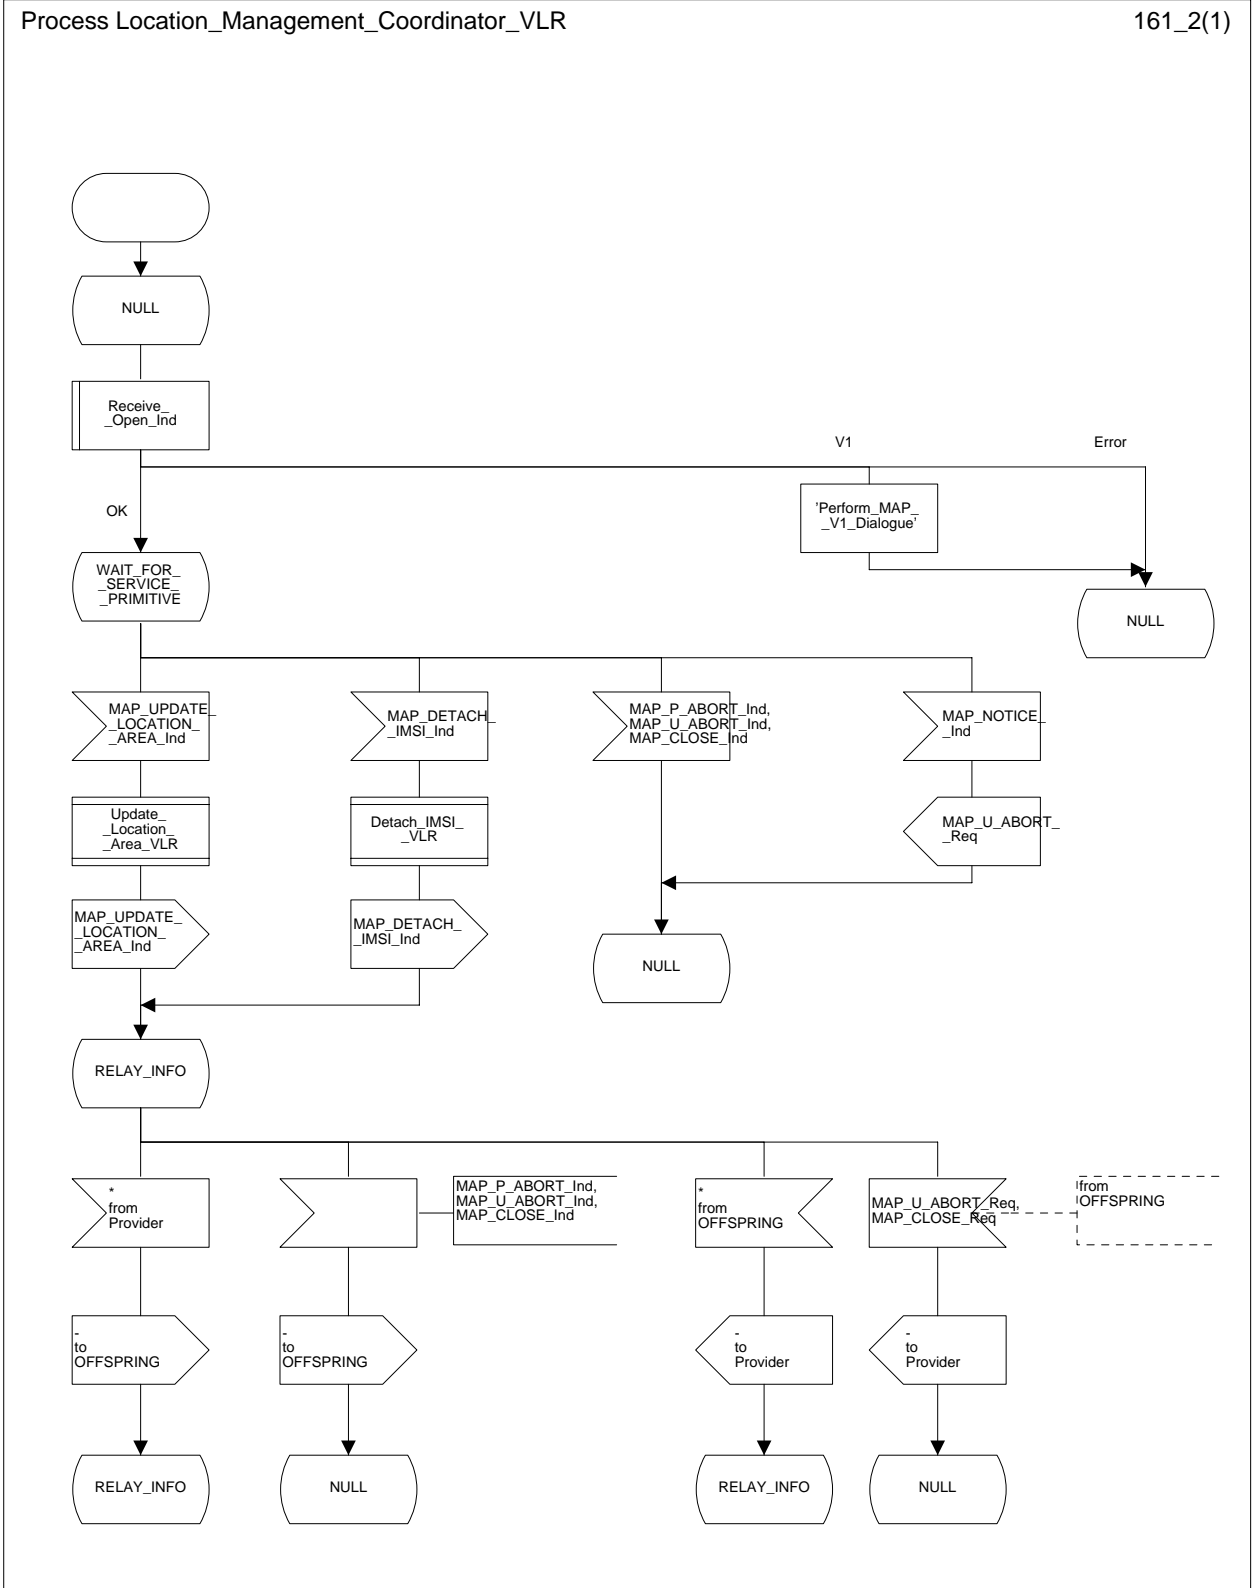 Process Location_Management_Coordinator_VLR
161_2(1)
NULL
Receive_
_Open_Ind
V1
Error
OK
'Perform_MAP_
_V1_Dialogue'
WAIT_FOR_
_SERVICE_
_PRIMITIVE
NULL
MAP_UPDATE_
_LOCATION_
_AREA_Ind
MAP_DETACH_
_IMSI_Ind
MAP_P_ABORT_Ind,
MAP_U_ABORT_Ind,
MAP_CLOSE_Ind
MAP_NOTICE_
_Ind
Update_
_Location_
_Area_VLR
Detach_IMSI_
_VLR
MAP_U_ABORT_
_Req
MAP_UPDATE_
_LOCATION_
_AREA_Ind
MAP_DETACH_
_IMSI_Ind
NULL
RELAY_INFO
*
from
Provider
MAP_P_ABORT_Ind,
MAP_U_ABORT_Ind,
MAP_CLOSE_Ind
*
from
OFFSPRING
MAP_U_ABORT_Req,
MAP_CLOSE_Req
from
OFFSPRING
-
to
OFFSPRING
-
to
OFFSPRING
-
to
Provider
-
to
Provider
RELAY_INFO
NULL
RELAY_INFO
NULL